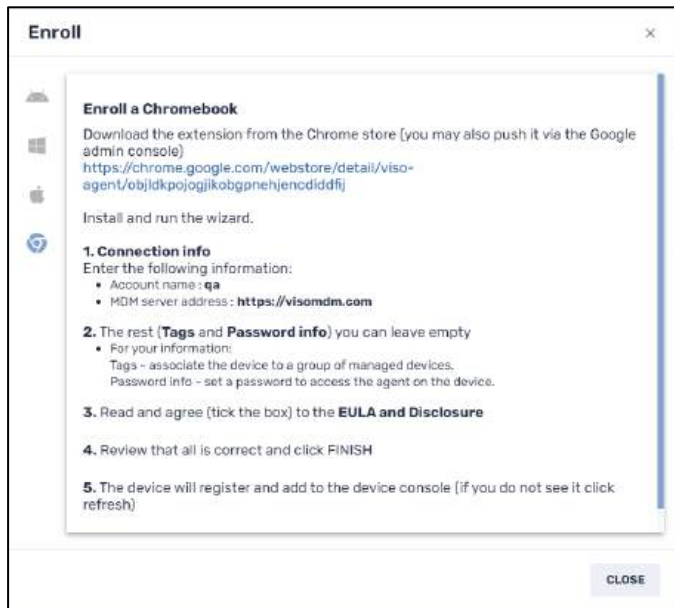 Enroll
Enroll a Chromebook
Download the extension from the Chrome store (you may also push it via the Google
admin console)
https://chrome.google.com/webstore/detail/viso-
agent/objldkpojogjikobgpnehjencdiddfij
Install and run the wizard.
1. Connection info
Enter the following information:
• Account name : qa
• MDM server address : https://visomdm.com
2. The rest (Tags and Password info) you can leave empty
• For your information:
Tags - associate the device to a group of managed devices.
Password info - set a password to access the agent on the device.
3. Read and agree (tick the box) to the EULA and Disclosure
4. Review that all is correct and click FINISH
5. The device will register and add to the device console (if you do not see it click
refresh)
CLOSE